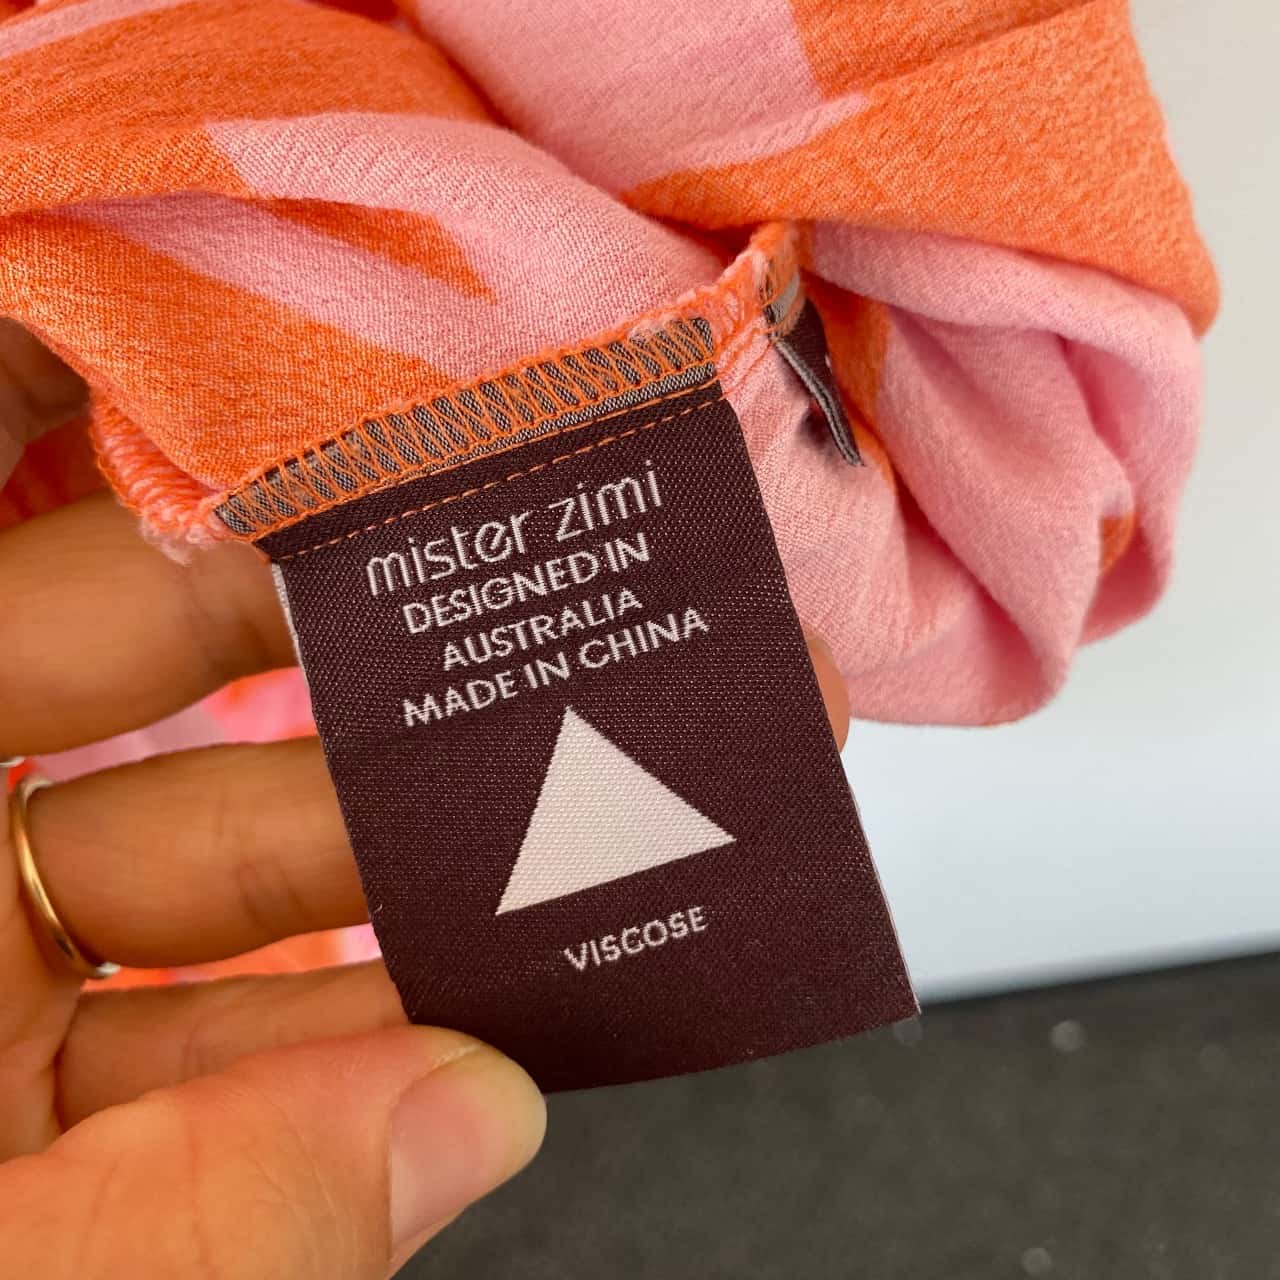 mister zimi
DESIGNED IN
AUSTRALIA
MADE IN CHINA
VISCOSE